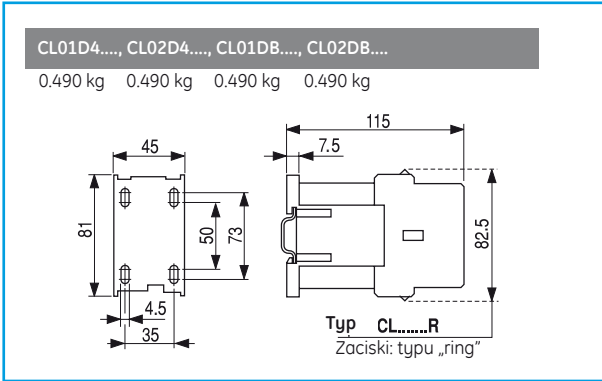 CL01D4...., CL02D4...., CL01DB...., CL02DB....
0.490 kg 0.490 kg 0.490 kg 0.490 kg
115
45
7.5
81
50
73
82.5
4.5
35
Typ CL......R
Zaciski: typu „ring”